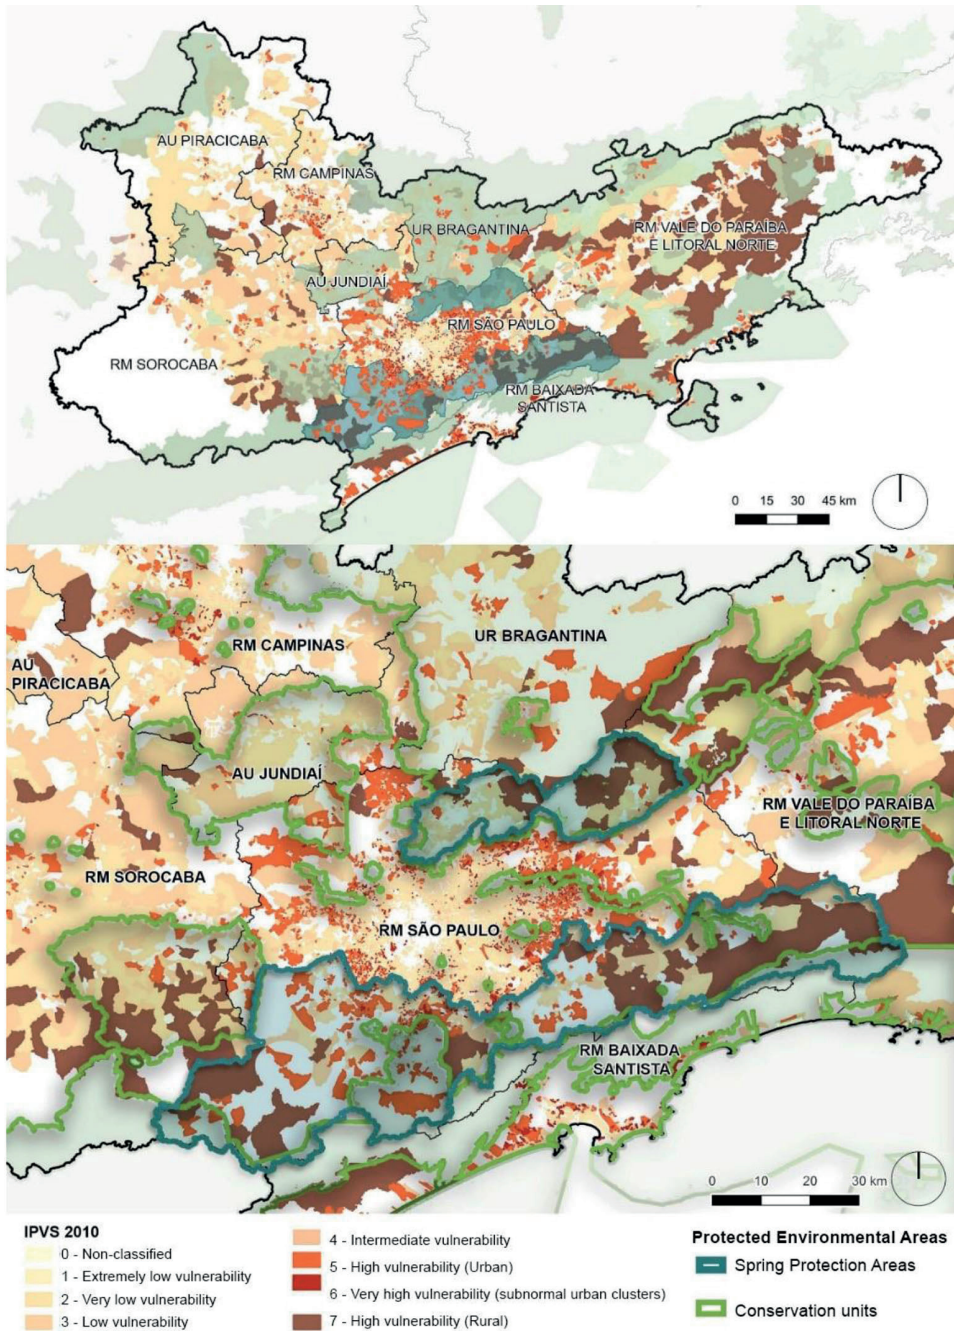 AU PIRACICABA
RM CAMPINAS
UR BRAGANTINA
RM VALE DO PARAÍBA
E LITORAL NORTE
AU JUNDIAÍ
RM SÃO PAULO
RM SOROCABA
RM BAIXADA
SANTISTA
0 15 30 45 km
RM CAMPINAS
UR BRAGANTINA
AU
PIRACICABA
AU JUNDIAÍ
RM VALE DO PARAÍBA
E LITORAL NORTE
RM SOROCABA
RM SÃO PAULO
RM BAIXADA
SANTISTA
0 10 20 30 km
IPVS 2010
0 - Non-classified
1 - Extremely low vulnerability
2 - Very low vulnerability
3 - Low vulnerability
4 - Intermediate vulnerability
5 - High vulnerability (Urban)
6 - Very high vulnerability (subnormal urban clusters)
7 - High vulnerability (Rural)
Protected Environmental Areas
Spring Protection Areas
Conservation units